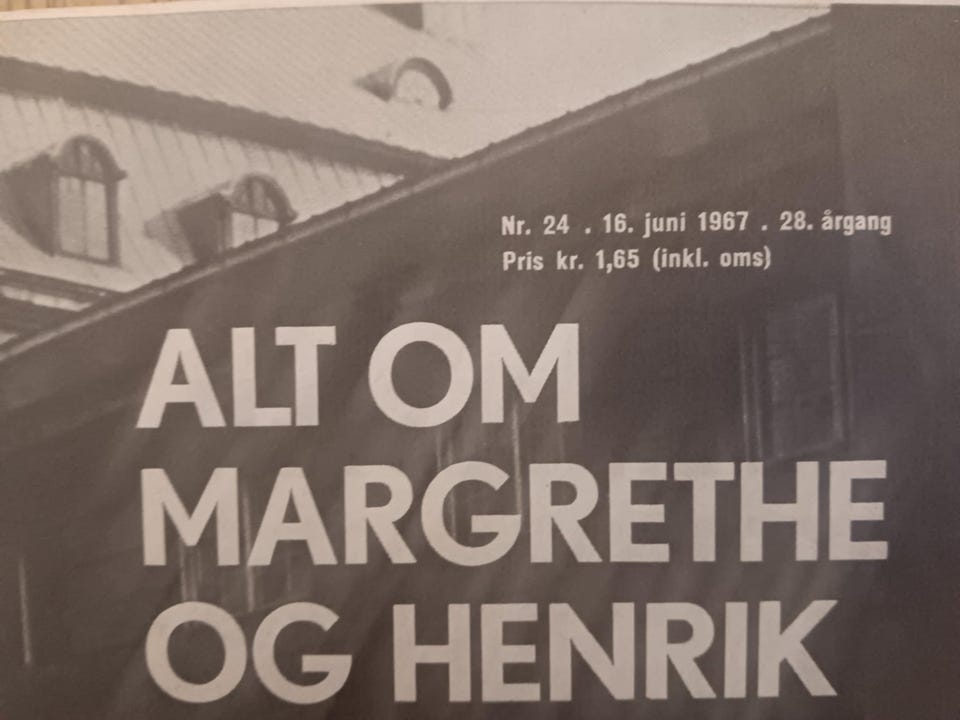 Nr. 24 . 16. juni 1967 . 28. årgang
Pris kr. 1,65 (inkl. oms)
ALT OM
MARGRETHE
OG HENRIK